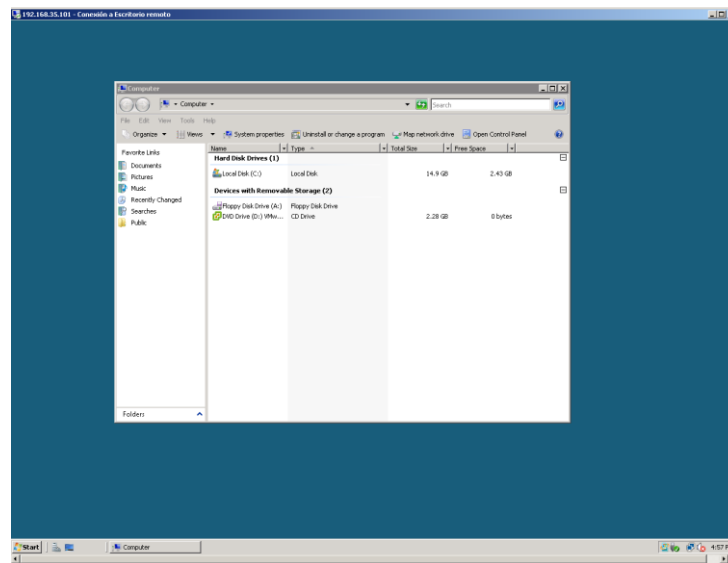 192.168.35.101 - Conexión a Escritorio remoto
Computer
Computer
Search
File Edit View Tools Help
Organize Views System properties Uninstall or change a program Map network drive Open Control Panel
Favorite Links
Documents
Pictures
Music
Recently Changed
Searches
Public
Folders
Name Type Total Size Free Space
Hard Disk Drives (1)
Local Disk (C:) Local Disk 14.9 GB 2.43 GB
Devices with Removable Storage (2)
Floppy Disk Drive (A:) Floppy Disk Drive
DVD Drive (D:) VMw... CD Drive 2.28 GB 0 bytes
Start Computer 4:57 P